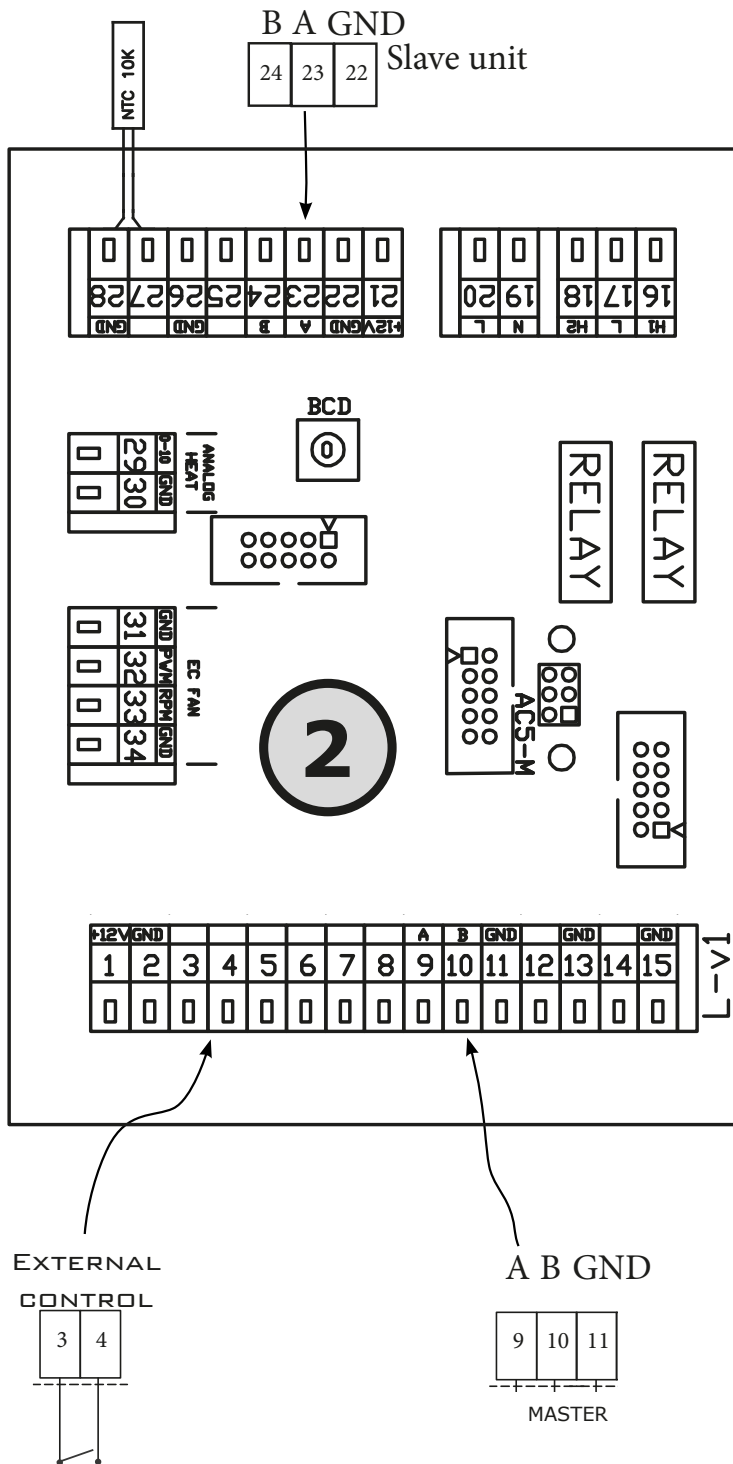 B A GND
24 23 22 Slave unit
NTC 10K
28 27 26 25 24 23 22 21
GND GND B A GND +12V
20 19 18 17 16
L N H2 L H1
BCD
0
29 30
0-10 GND
ANALOG
HEAT
RELAY
RELAY
31 32 33 34
GND PVM RPM GND
EC FAN
2
AC5-M
+12V GND A B GND GND GND
1 2 3 4 5 6 7 8 9 10 11 12 13 14 15
L-v1
EXTERNAL
CONTROL
3 4
A B GND
9 10 11
MASTER